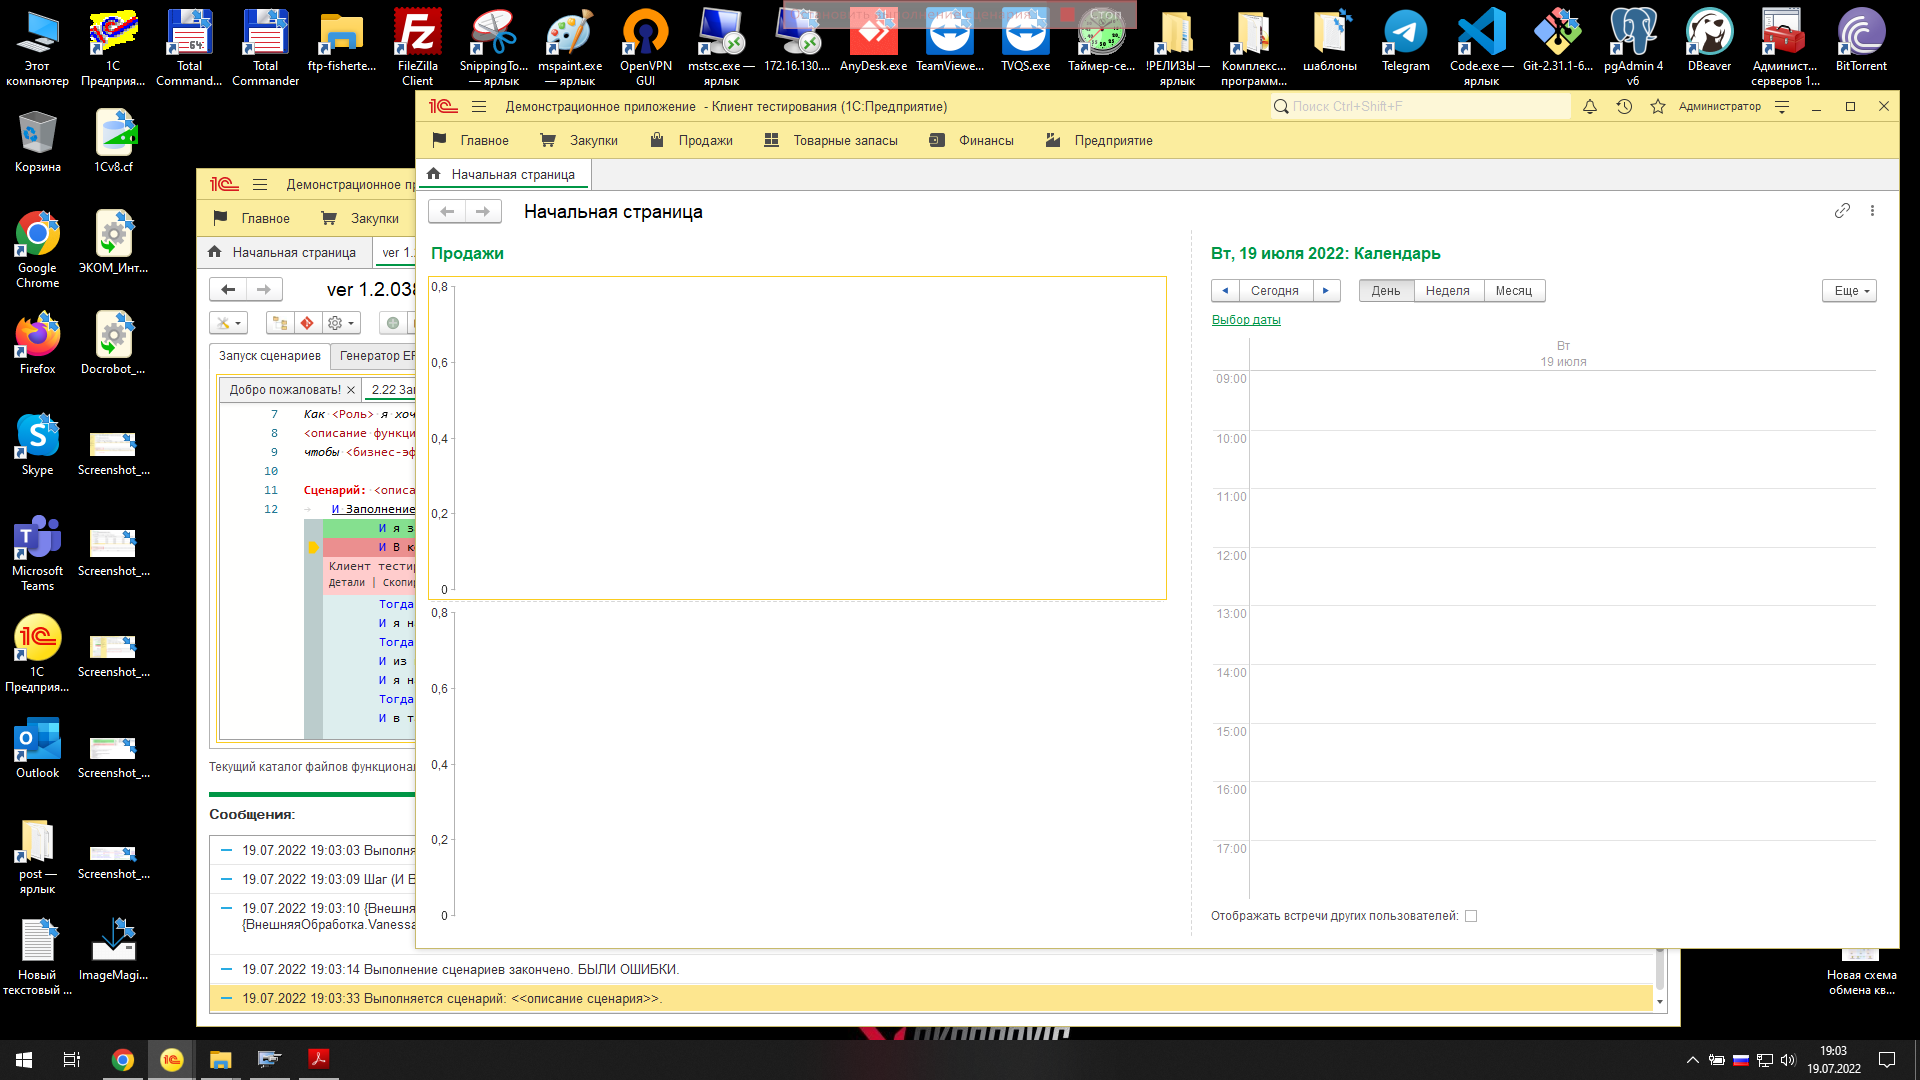 Этот компьютер
1С Предприя...
Total Command...
Total Commander
ftp-fisherte...
FileZilla Client
SnippingTo... — ярлык
mspaint.exe — ярлык
OpenVPN GUI
mstsc.exe — ярлык
172.16.130....
AnyDesk.exe
TeamViewe...
TVQS.exe
Таймер-се...
!РЕЛИЗЫ — ярлык
Комплекс... программ...
шаблоны
Telegram
Code.exe — ярлык
Git-2.31.1-6...
pgAdmin 4 v6
DBeaver
Админист... серверов 1...
BitTorrent
Стоп
Корзина
1Cv8.cf
Google Chrome
ЭКОМ_Инт...
Firefox
Docrobot_...
Skype
Screenshot_...
Microsoft Teams
Screenshot_...
1С Предприя...
Screenshot_...
Outlook
Screenshot_...
post — ярлык
Screenshot_...
Новый текстовый ...
ImageMagi...
Новая схема обмена кв...
Демонстрационное приложение - Клиент тестирования (1С:Предприятие)
Поиск Ctrl+Shift+F
Администратор
Главное
Закупки
Продажи
Товарные запасы
Финансы
Предприятие
Начальная страница
Начальная страница
Продажи
0,8
0,6
0,4
0,2
0
0,8
0,6
0,4
0,2
0
Вт, 19 июля 2022: Календарь
Сегодня
День
Неделя
Месяц
Еще
Выбор даты
Вт
19 июля
09:00
10:00
11:00
12:00
13:00
14:00
15:00
16:00
17:00
Отображать встречи других пользователей:
Демонстрационное пр
Главное
Закупки
Начальная страница
ver 1.
ver 1.2.038
Запуск сценариев
Генератор EP
Добро пожаловать!
2.22 За
7 Как <Роль> я хоч
8 <описание функци
9 чтобы <бизнес-эф
10
11 Сценарий: <описа
12 И Заполнение
И я з
И В к
Клиент тести
Детали | Скопи
Тогда
И я н
Тогда
И из
И я н
Тогда
И в т
Текущий каталог файлов функционал
Сообщения:
19.07.2022 19:03:03 Выполня
19.07.2022 19:03:09 Шаг (И В
19.07.2022 19:03:10 {Внешня
{ВнешняяОбработка.Vanessa
19.07.2022 19:03:14 Выполнение сценариев закончено. БЫЛИ ОШИБКИ.
19.07.2022 19:03:33 Выполняется сценарий: <<описание сценария>>.
19:03
19.07.2022